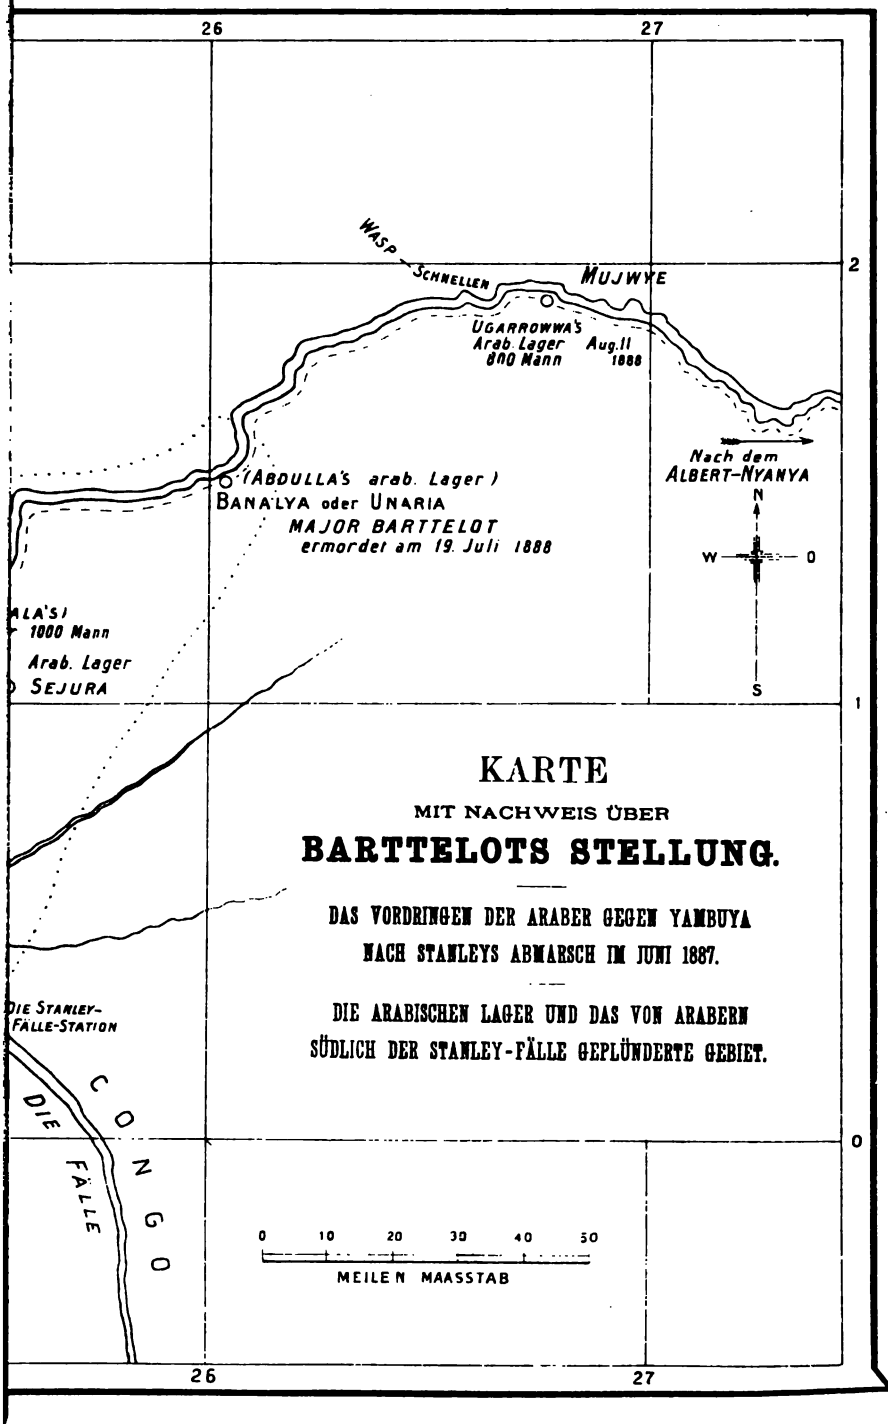 26 27
WASP
SCHNELLEN
MUJWYE
2
UGARROWWA'S
Arab. Lager Aug. 11
800 Mann 1888
Nach dem
ALBERT-NYANYA
(ABDULLA'S arab. Lager)
BANALYA oder UNARIA
MAJOR BARTTELOT
ermordet am 19. Juli 1888
N
W O
S
ALA'S)
1000 Mann
Arab. Lager
SEJURA
1
KARTE
MIT NACHWEIS ÜBER
BARTTELOTS STELLUNG.
DAS VORDRINGEN DER ARABER GEGEN YAMBUYA
NACH STANLEYS ABMARSCH IM JUNI 1887.
DIE ARABISCHEN LAGER UND DAS VON ARABERN
SÜDLICH DER STANLEY-FÄLLE GEPLÜNDERTE GEBIET.
DIE STANLEY-
FÄLLE-STATION
CONGO
DIE FÄLLE
0
0 10 20 30 40 50
MEILEN MAASSTAB
26 27